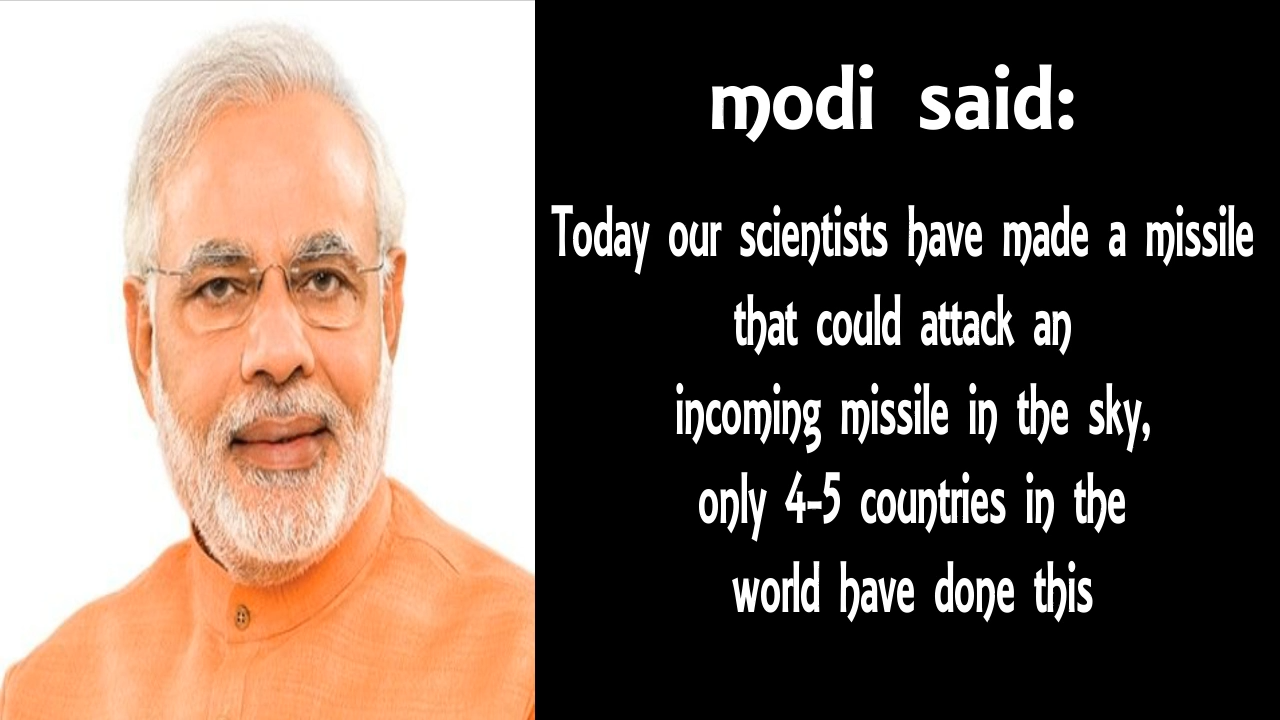 modi said:
Today our scientists have made a missile
that could attack an
incoming missile in the sky,
only 4-5 countries in the
world have done this